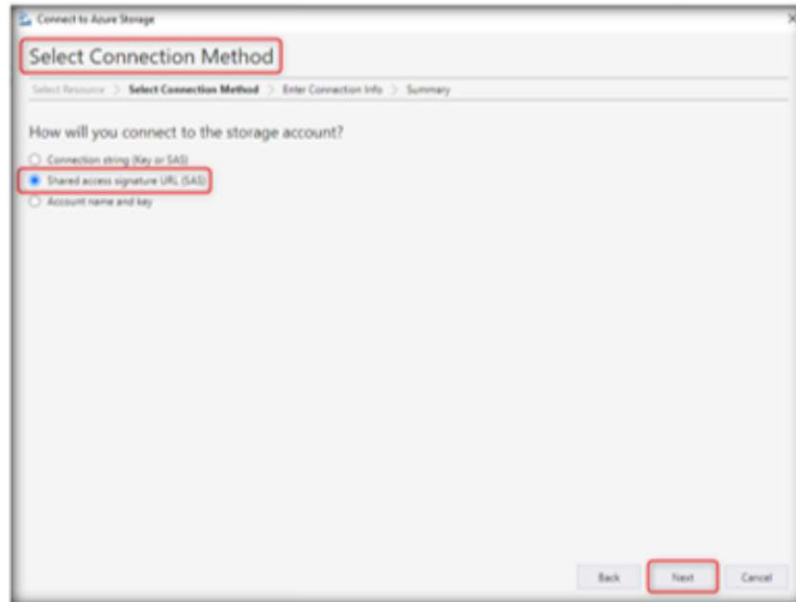 Connect to Azure Storage
Select Connection Method
Select Resource > Select Connection Method > Enter Connection Info > Summary
How will you connect to the storage account?
Connection string (Key or SAS)
Shared access signature URL (SAS)
Account name and key
Back Next Cancel